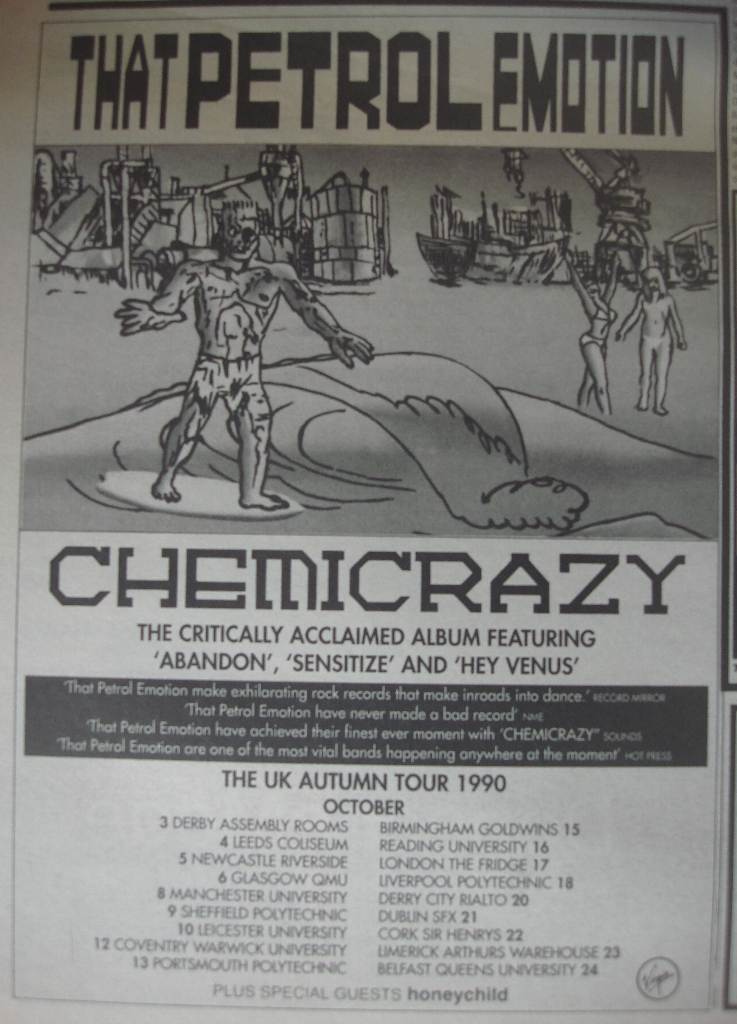 THAT PETROL EMOTION
CHEMICRAZY
THE CRITICALLY ACCLAIMED ALBUM FEATURING
'ABANDON', 'SENSITIZE' AND 'HEY VENUS'
'That Petrol Emotion make exhilarating rock records that make inroads into dance.' RECORD MIRROR
'That Petrol Emotion have never made a bad record' NME
'That Petrol Emotion have achieved their finest ever moment with 'CHEMICRAZY'' SOUNDS
'That Petrol Emotion are one of the most vital bands happening anywhere at the moment' HOT PRESS
THE UK AUTUMN TOUR 1990
OCTOBER
3 DERBY ASSEMBLY ROOMS
4 LEEDS COLISEUM
5 NEWCASTLE RIVERSIDE
6 GLASGOW QMU
8 MANCHESTER UNIVERSITY
9 SHEFFIELD POLYTECHNIC
10 LEICESTER UNIVERSITY
12 COVENTRY WARWICK UNIVERSITY
13 PORTSMOUTH POLYTECHNIC
BIRMINGHAM GOLDWINS 15
READING UNIVERSITY 16
LONDON THE FRIDGE 17
LIVERPOOL POLYTECHNIC 18
DERRY CITY RIALTO 20
DUBLIN SFX 21
CORK SIR HENRYS 22
LIMERICK ARTHURS WAREHOUSE 23
BELFAST QUEENS UNIVERSITY 24
PLUS SPECIAL GUESTS honeychild
Virgin